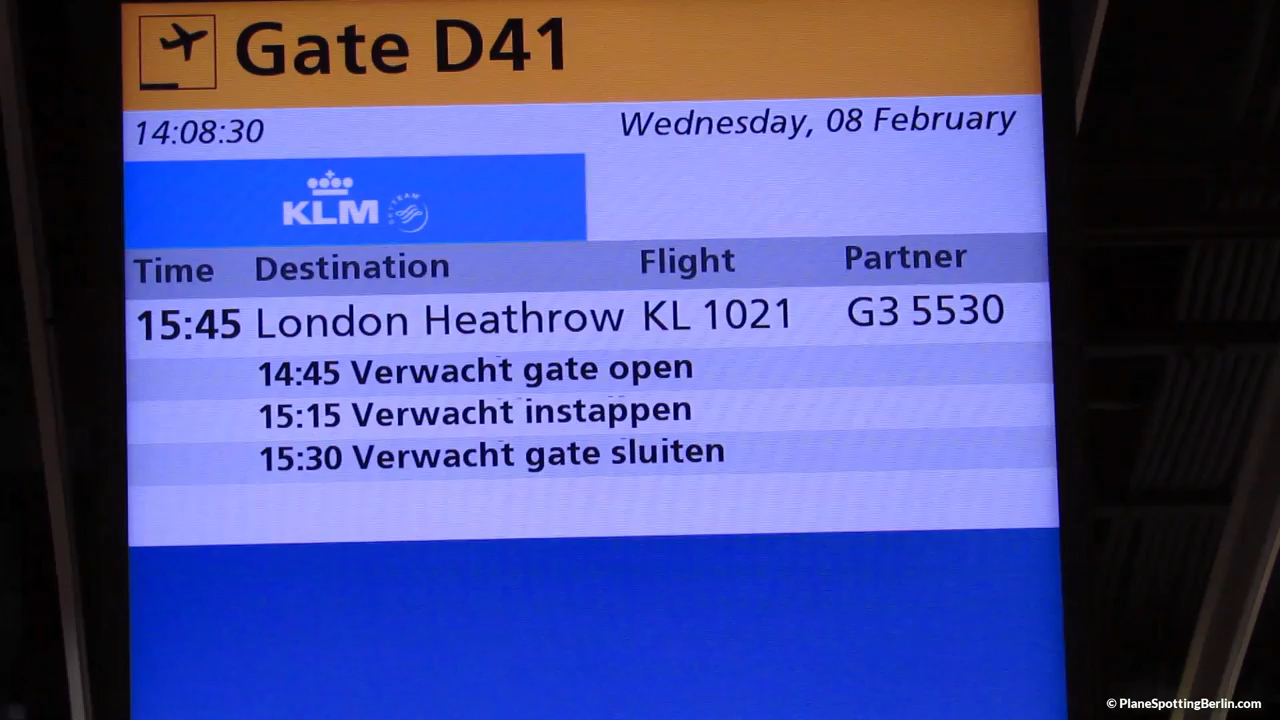 Gate D41
14:08:30 Wednesday, 08 February
KLM SKYTEAM
Time Destination Flight Partner
15:45 London Heathrow KL 1021 G3 5530
14:45 Verwacht gate open
15:15 Verwacht instappen
15:30 Verwacht gate sluiten
© PlaneSpottingBerlin.com